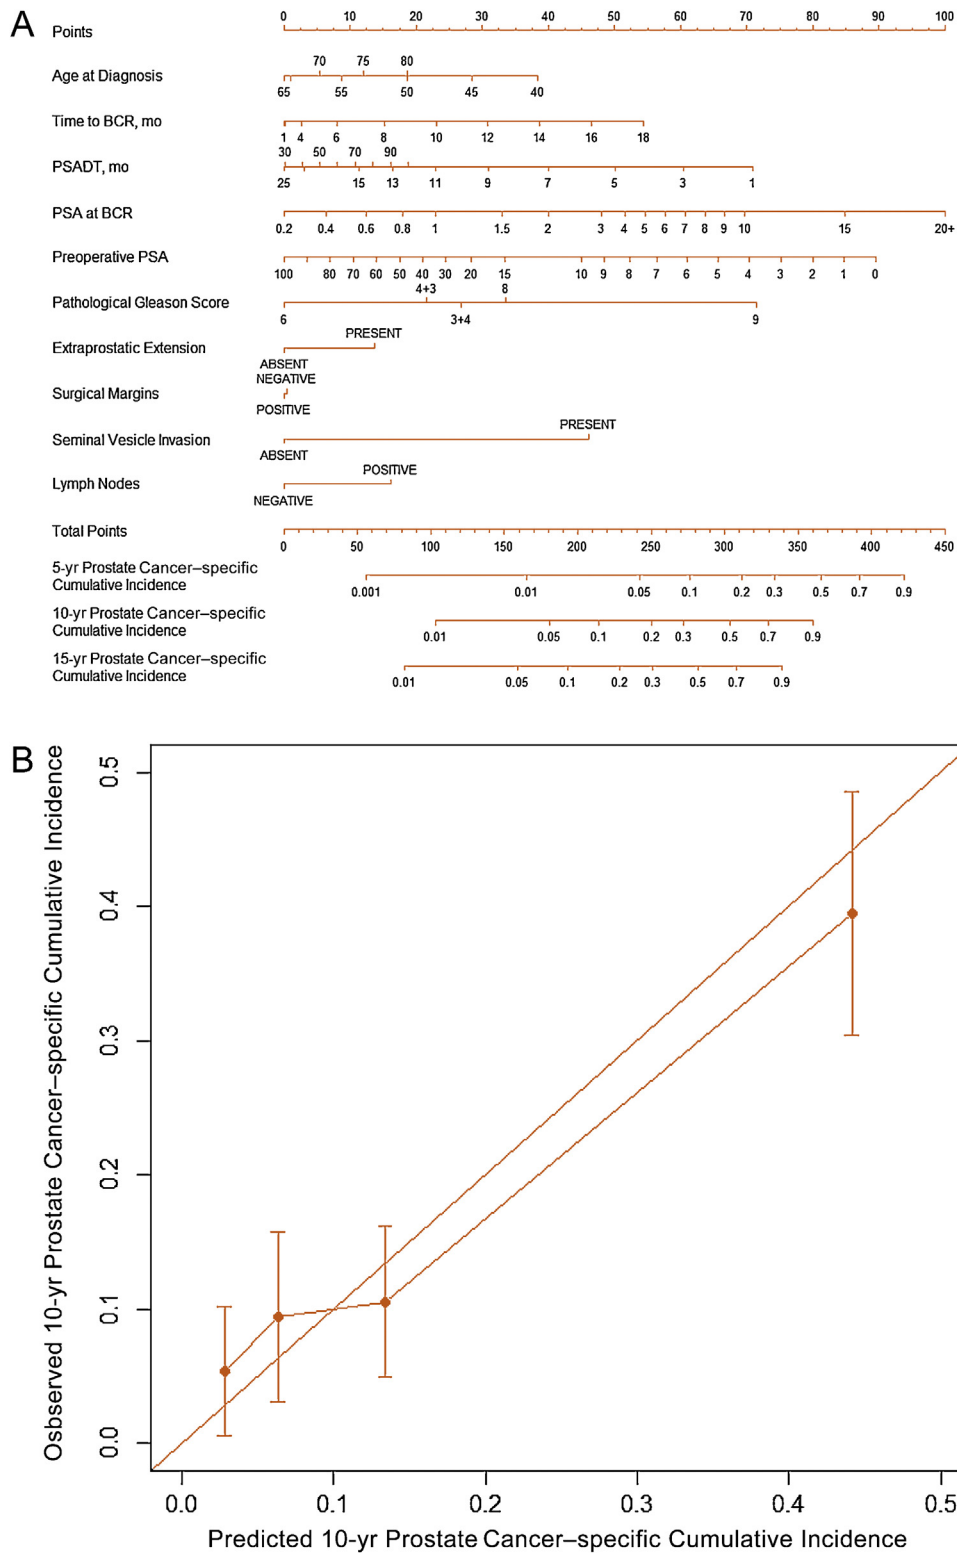 A
Points
0 10 20 30 40 50 60 70 80 90 100
70 75 80
Age at Diagnosis
65 55 50 45 40
Time to BCR, mo
1 4 6 8 10 12 14 16 18
30 50 70 90
PSADT, mo
25 15 13 11 9 7 5 3 1
PSA at BCR
0.2 0.4 0.6 0.8 1 1.5 2 3 4 5 6 7 8 9 10 15 20+
Preoperative PSA
100 80 70 60 50 40 30 20 15 10 9 8 7 6 5 4 3 2 1 0
4+3 8
Pathological Gleason Score
6 3+4 9
PRESENT
Extraprostatic Extension
ABSENT
NEGATIVE
Surgical Margins
POSITIVE
PRESENT
Seminal Vesicle Invasion
ABSENT
POSITIVE
Lymph Nodes
NEGATIVE
Total Points
0 50 100 150 200 250 300 350 400 450
5-yr Prostate Cancer–specific
Cumulative Incidence
0.001 0.01 0.05 0.1 0.2 0.3 0.5 0.7 0.9
10-yr Prostate Cancer–specific
Cumulative Incidence
0.01 0.05 0.1 0.2 0.3 0.5 0.7 0.9
15-yr Prostate Cancer–specific
Cumulative Incidence
0.01 0.05 0.1 0.2 0.3 0.5 0.7 0.9
B
Osbserved 10-yr Prostate Cancer–specific Cumulative Incidence
0.5
0.4
0.3
0.2
0.1
0.0
0.0 0.1 0.2 0.3 0.4 0.5
Predicted 10-yr Prostate Cancer–specific Cumulative Incidence